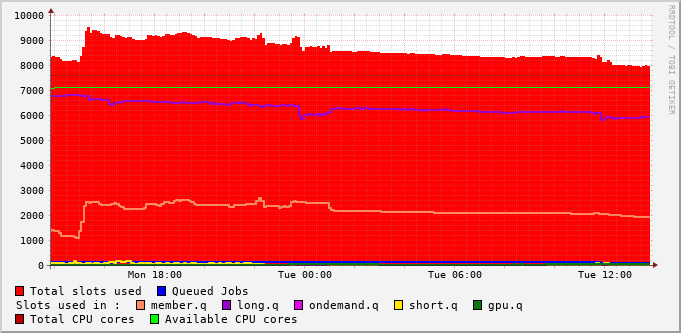 10000
9000
8000
7000
6000
5000
4000
3000
2000
1000
0
Mon 18:00 Tue 00:00 Tue 06:00 Tue 12:00
Total slots used Queued Jobs
Slots used in : member.q long.q ondemand.q short.q gpu.q
Total CPU cores Available CPU cores
RRDTOOL / TOBI OETIKER